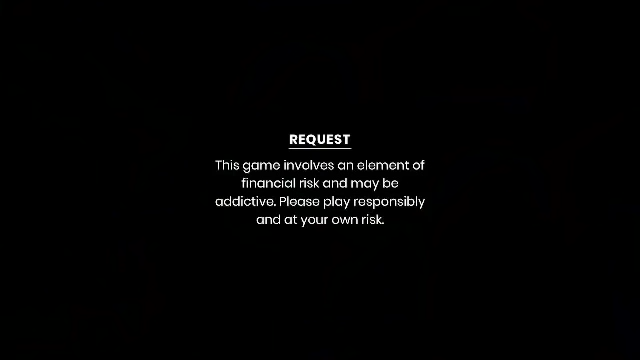 REQUEST
This game involves an element of
financial risk and may be
addictive. Please play responsibly
and at your own risk.